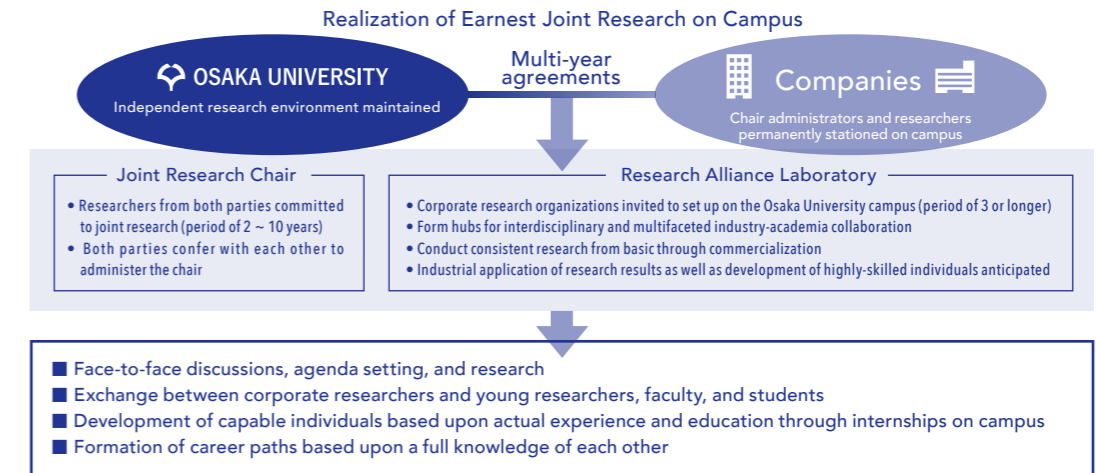 Realization of Earnest Joint Research on Campus
OSAKA UNIVERSITY
Independent research environment maintained
Multi-year
agreements
Companies
Chair administrators and researchers
permanently stationed on campus
Joint Research Chair
• Researchers from both parties committed
to joint research (period of 2 ~ 10 years)
• Both parties confer with each other to
administer the chair
Research Alliance Laboratory
• Corporate research organizations invited to set up on the Osaka University campus (period of 3 or longer)
• Form hubs for interdisciplinary and multifaceted industry-academia collaboration
• Conduct consistent research from basic through commercialization
• Industrial application of research results as well as development of highly-skilled individuals anticipated
■ Face-to-face discussions, agenda setting, and research
■ Exchange between corporate researchers and young researchers, faculty, and students
■ Development of capable individuals based upon actual experience and education through internships on campus
■ Formation of career paths based upon a full knowledge of each other